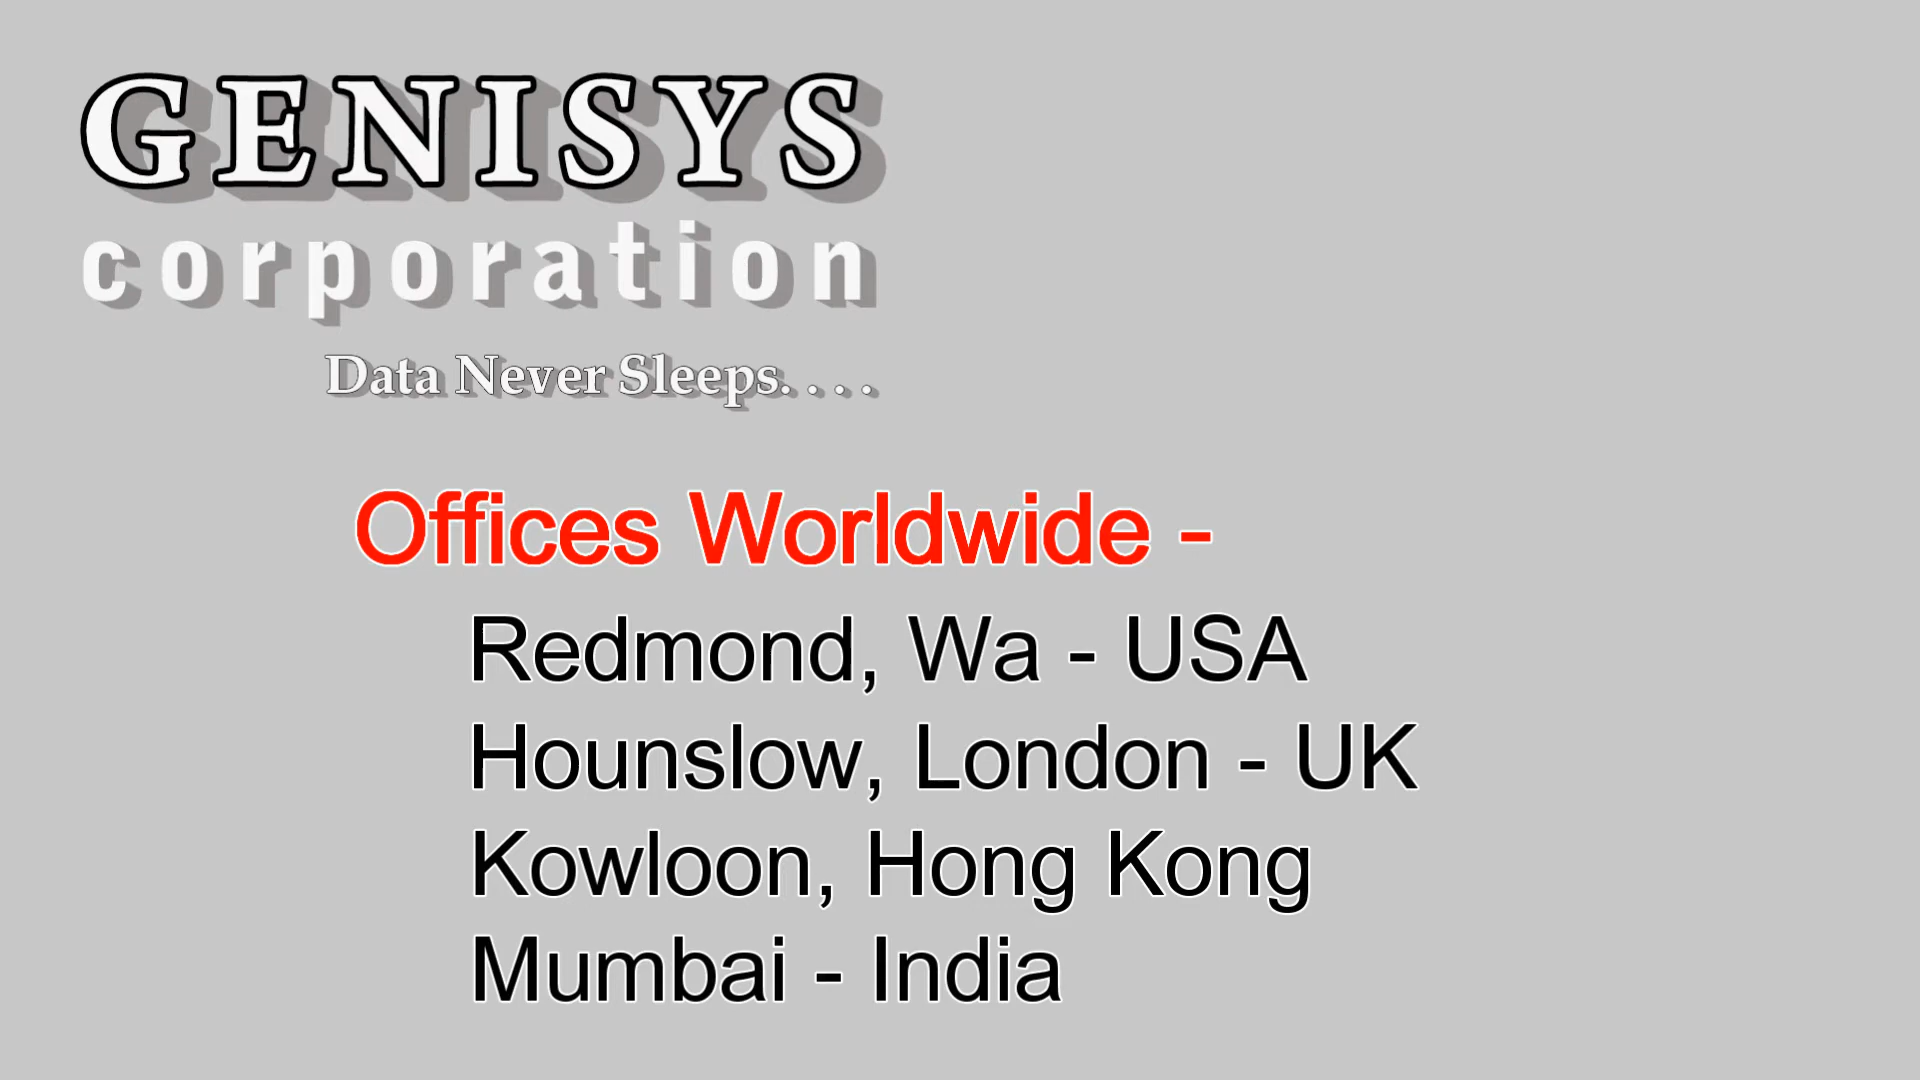 GENISYS
corporation
Data Never Sleeps. . . .
Offices Worldwide -
Redmond, Wa - USA
Hounslow, London - UK
Kowloon, Hong Kong
Mumbai - India